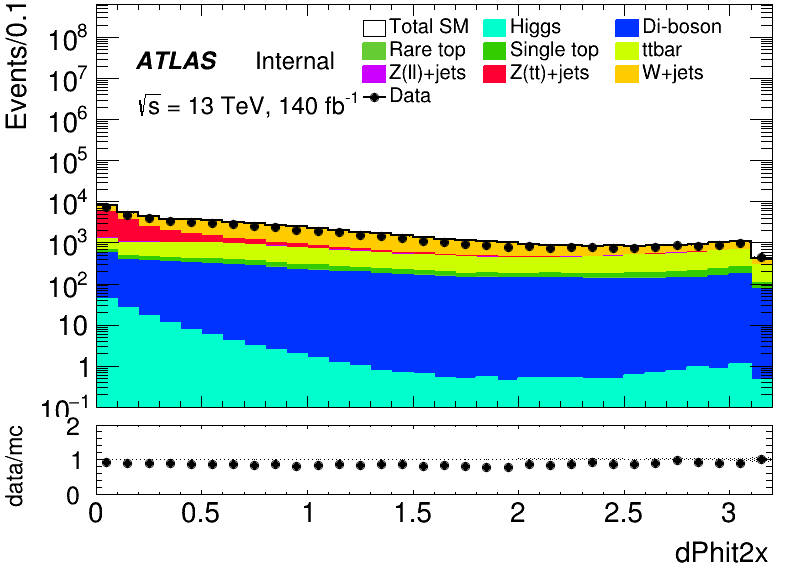 Events/0.1
10⁸
10⁷
10⁶
10⁵
10⁴
10³
10²
10
1
10⁻¹
ATLAS Internal
√s = 13 TeV, 140 fb⁻¹
Total SM Higgs Di-boson
Rare top Single top ttbar
Z(ll)+jets Z(tt)+jets W+jets
Data
data/mc
2
1
0
0 0.5 1 1.5 2 2.5 3
dPhit2x